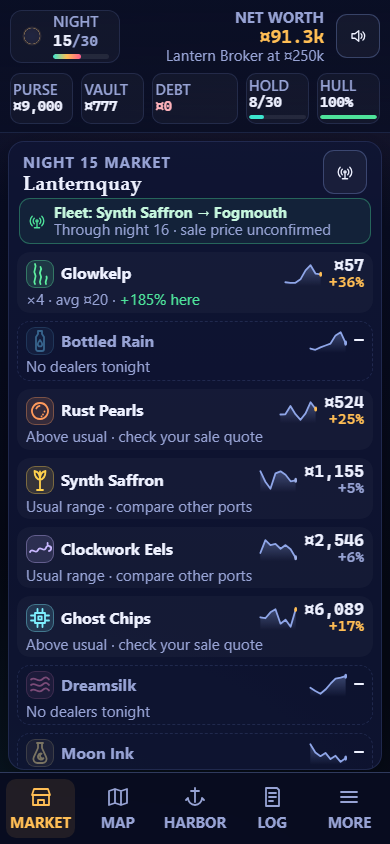 NIGHT
15/30
NET WORTH
¤91.3k
Lantern Broker at ¤250k
PURSE
¤9,000
VAULT
¤777
DEBT
¤0
HOLD
8/30
HULL
100%
NIGHT 15 MARKET
Lanternquay
Fleet: Synth Saffron → Fogmouth
Through night 16 · sale price unconfirmed
Glowkelp
¤57
+36%
×4 · avg ¤20 · +185% here
Bottled Rain
–
No dealers tonight
Rust Pearls
¤524
+25%
Above usual · check your sale quote
Synth Saffron
¤1,155
+5%
Usual range · compare other ports
Clockwork Eels
¤2,546
+6%
Usual range · compare other ports
Ghost Chips
¤6,089
+17%
Above usual · check your sale quote
Dreamsilk
–
No dealers tonight
Moon Ink
–
MARKET
MAP
HARBOR
LOG
MORE